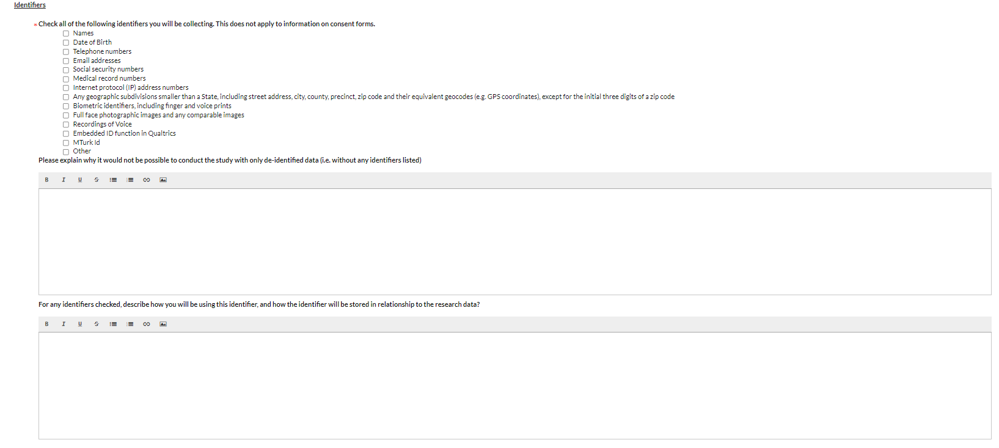 Identifiers
* Check all of the following identifiers you will be collecting. This does not apply to information on consent forms.
Names
Date of Birth
Telephone numbers
Email addresses
Social security numbers
Medical record numbers
Internet protocol (IP) address numbers
Any geographic subdivisions smaller than a State, including street address, city, county, precinct, zip code and their equivalent geocodes (e.g. GPS coordinates), except for the initial three digits of a zip code
Biometric identifiers, including finger and voice prints
Full face photographic images and any comparable images
Recordings of Voice
Embedded ID function in Qualtrics
MTurk Id
Other
Please explain why it would not be possible to conduct the study with only de-identified data (i.e. without any identifiers listed)
B I U S
For any identifiers checked, describe how you will be using this identifier, and how the identifier will be stored in relationship to the research data?
B I U S